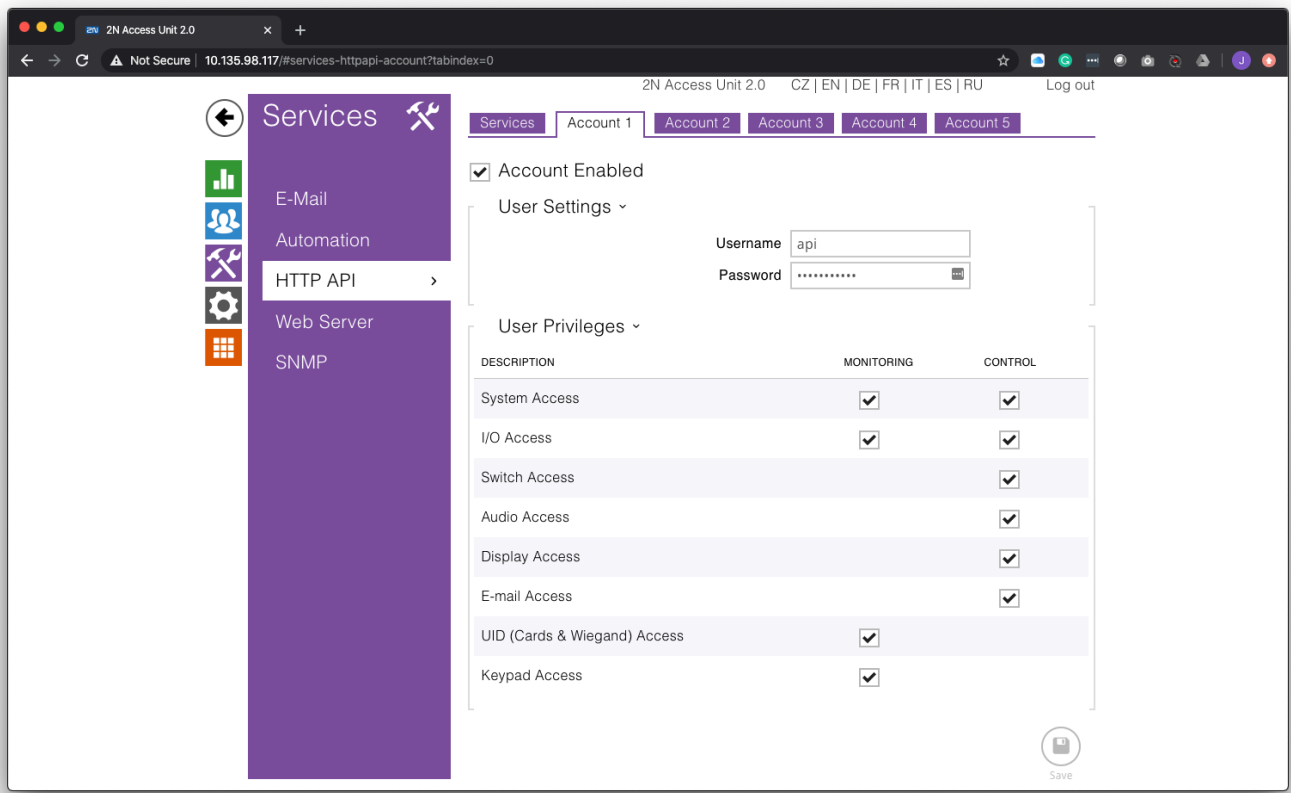 2N 2N Access Unit 2.0
Not Secure 10.135.98.117/#services-httpapi-account?tabindex=0
J
2N Access Unit 2.0 CZ | EN | DE | FR | IT | ES | RU Log out
Services
Services Account 1 Account 2 Account 3 Account 4 Account 5
Account Enabled
E-Mail
Automation
HTTP API
Web Server
SNMP
User Settings
Username api
Password •••••••••••
User Privileges
DESCRIPTION MONITORING CONTROL
System Access
I/O Access
Switch Access
Audio Access
Display Access
E-mail Access
UID (Cards & Wiegand) Access
Keypad Access
Save